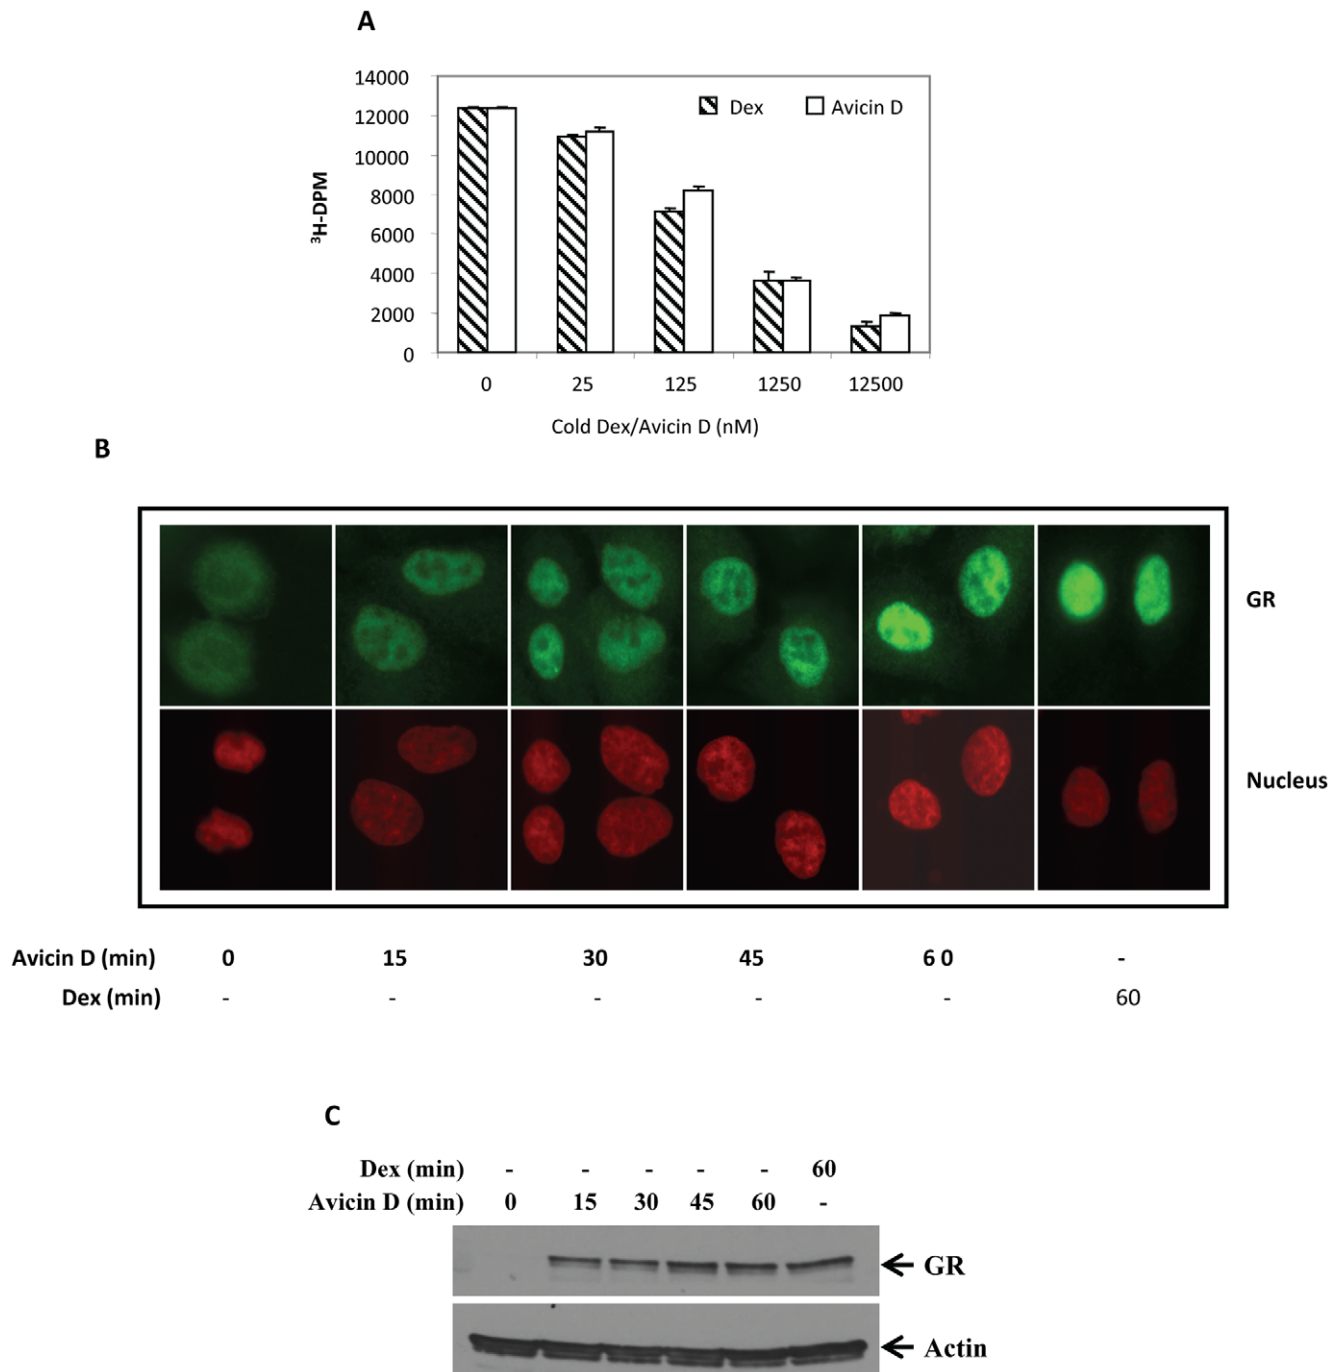 A
14000
12000
10000
8000
6000
4000
2000
0
³H-DPM
Dex
Avicin D
0 25 125 1250 12500
Cold Dex/Avicin D (nM)
B
GR
Nucleus
Avicin D (min) 0 15 30 45 60 -
Dex (min) - - - - - 60
C
Dex (min) - - - - - 60
Avicin D (min) 0 15 30 45 60 -
GR
Actin